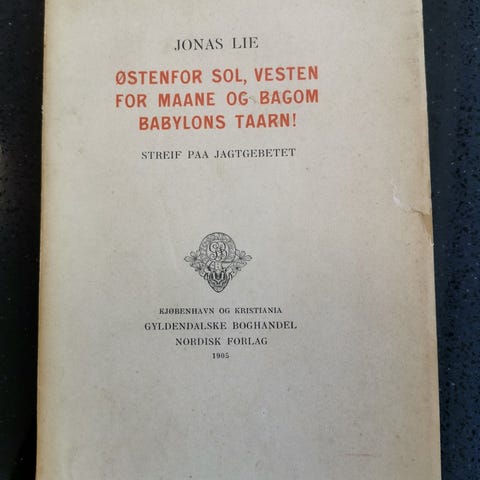 JONAS LIE
ØSTENFOR SOL, VESTEN
FOR MAANE OG BAGOM
BABYLONS TAARN!
STREIF PAA JAGTGEBETET
KJØBENHAVN OG KRISTIANIA
GYLDENDALSKE BOGHANDEL
NORDISK FORLAG
1905